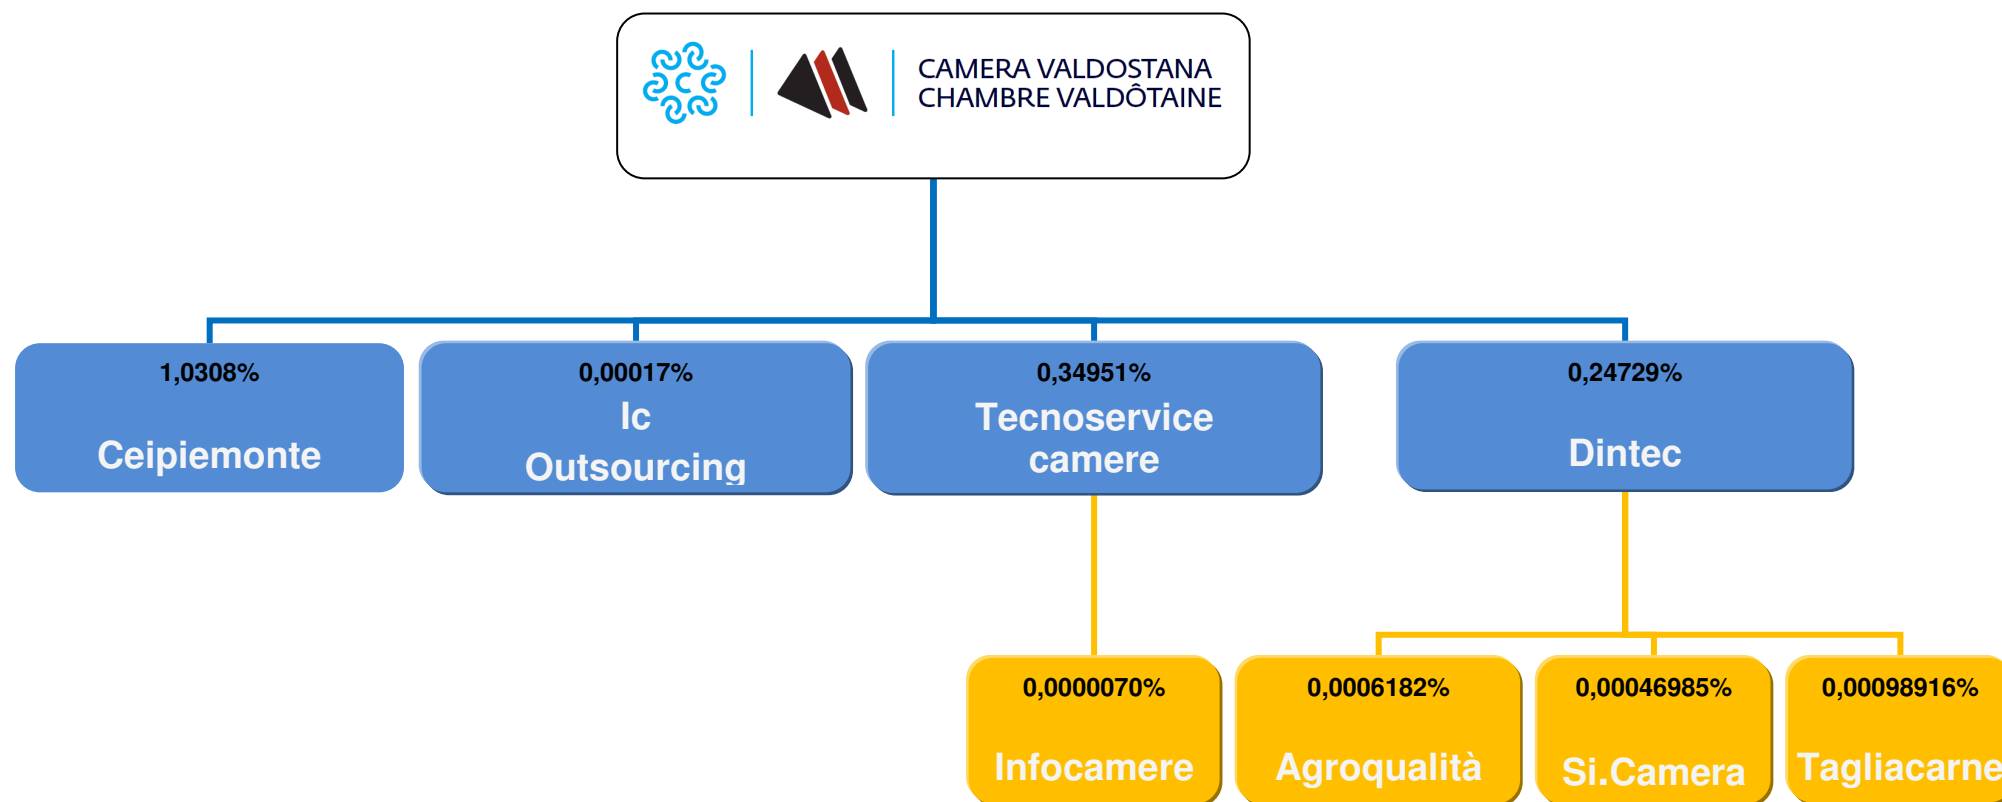 CAMERA VALDOSTANA
CHAMBRE VALDÔTAINE
1,0308%
Ceipiemonte
0,00017%
Ic
Outsourcing
0,34951%
Tecnoservice
camere
0,24729%
Dintec
0,0000070%
Infocamere
0,0006182%
Agroqualità
0,00046985%
Si.Camera
0,00098916%
Tagliacarne